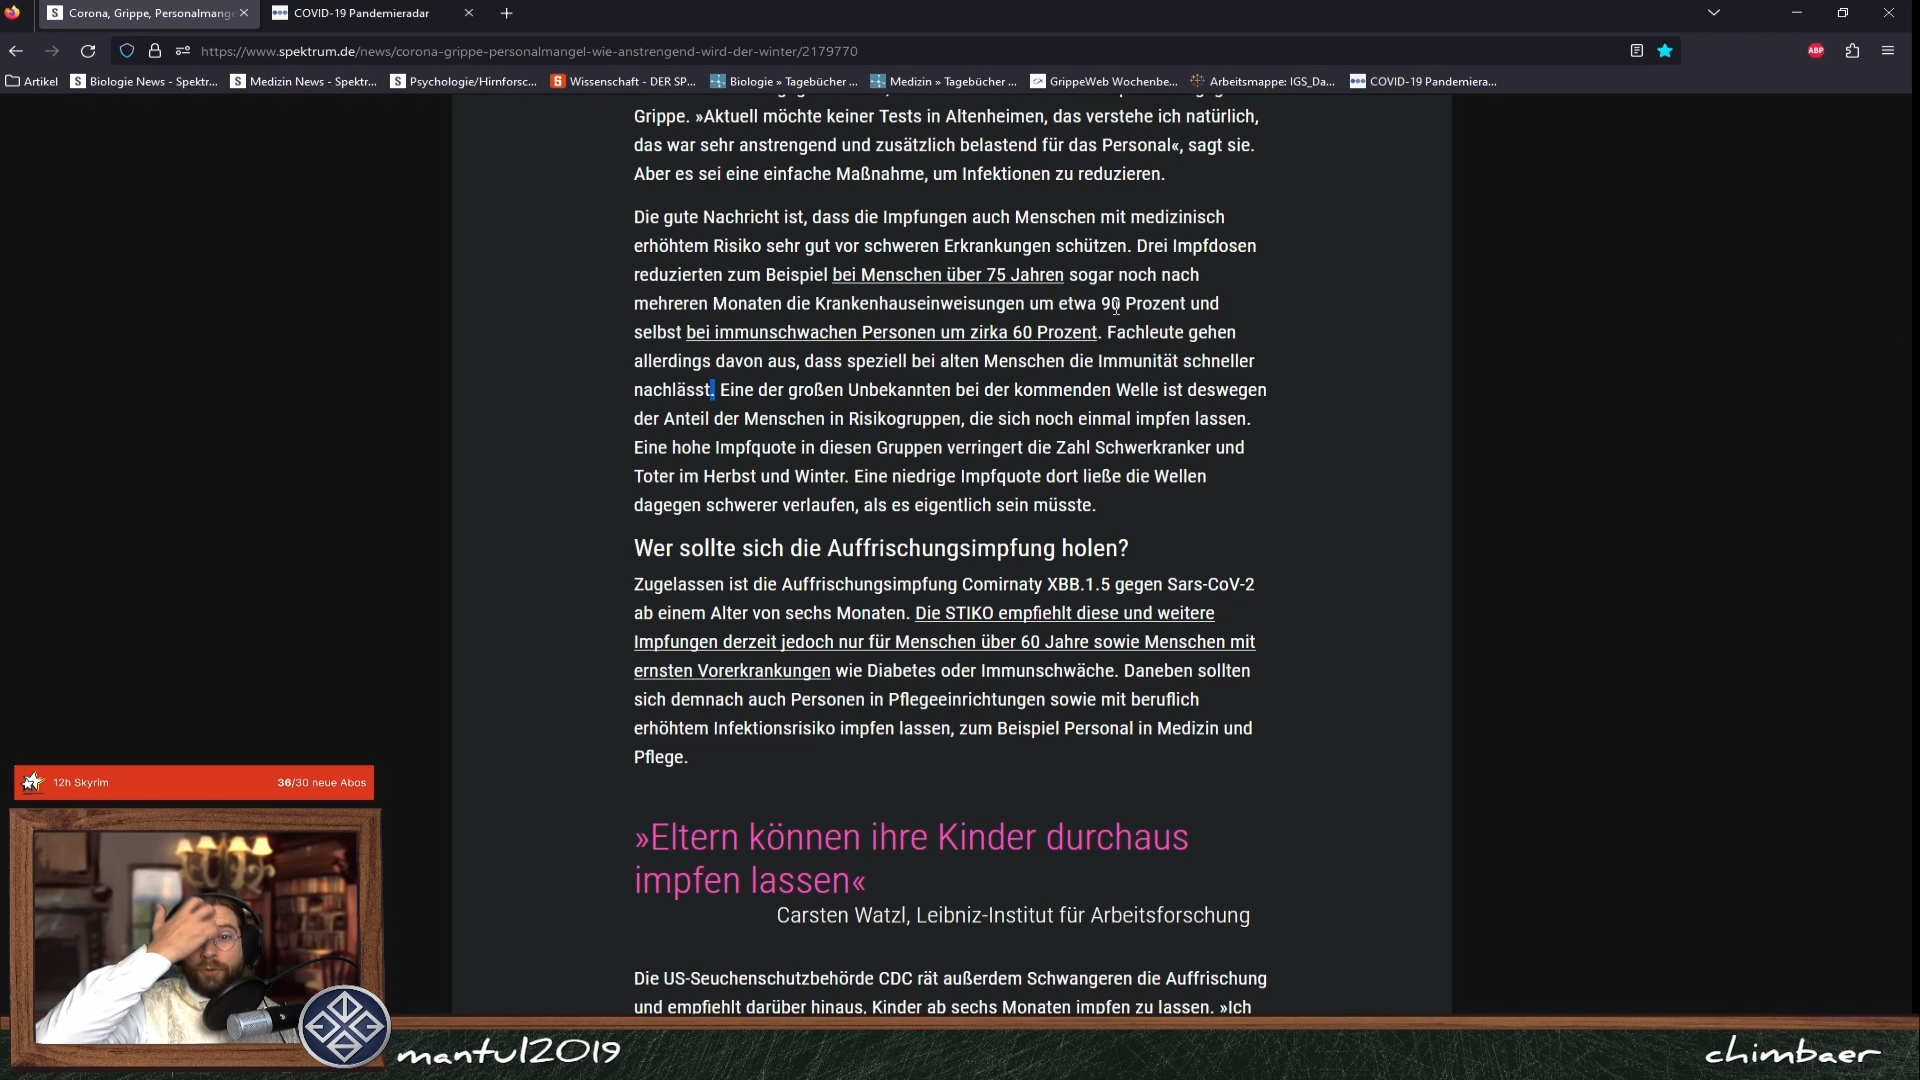 Corona, Grippe, Personalmange
COVID-19 Pandemieradar
https://www.spektrum.de/news/corona-grippe-personalmangel-wie-anstrengend-wird-der-winter/2179770
ABP
Artikel
Biologie News - Spektr...
Medizin News - Spektr...
Psychologie/Hirnforsc...
Wissenschaft - DER SP...
Biologie » Tagebücher ...
Medizin » Tagebücher ...
GrippeWeb Wochenbe...
Arbeitsmappe: IGS_Da...
COVID-19 Pandemiera...
Grippe. »Aktuell möchte keiner Tests in Altenheimen, das verstehe ich natürlich,
das war sehr anstrengend und zusätzlich belastend für das Personal«, sagt sie.
Aber es sei eine einfache Maßnahme, um Infektionen zu reduzieren.
Die gute Nachricht ist, dass die Impfungen auch Menschen mit medizinisch
erhöhtem Risiko sehr gut vor schweren Erkrankungen schützen. Drei Impfdosen
reduzierten zum Beispiel bei Menschen über 75 Jahren sogar noch nach
mehreren Monaten die Krankenhauseinweisungen um etwa 90 Prozent und
selbst bei immunschwachen Personen um zirka 60 Prozent. Fachleute gehen
allerdings davon aus, dass speziell bei alten Menschen die Immunität schneller
nachlässt. Eine der großen Unbekannten bei der kommenden Welle ist deswegen
der Anteil der Menschen in Risikogruppen, die sich noch einmal impfen lassen.
Eine hohe Impfquote in diesen Gruppen verringert die Zahl Schwerkranker und
Toter im Herbst und Winter. Eine niedrige Impfquote dort ließe die Wellen
dagegen schwerer verlaufen, als es eigentlich sein müsste.
Wer sollte sich die Auffrischungsimpfung holen?
Zugelassen ist die Auffrischungsimpfung Comirnaty XBB.1.5 gegen Sars-CoV-2
ab einem Alter von sechs Monaten. Die STIKO empfiehlt diese und weitere
Impfungen derzeit jedoch nur für Menschen über 60 Jahre sowie Menschen mit
ernsten Vorerkrankungen wie Diabetes oder Immunschwäche. Daneben sollten
sich demnach auch Personen in Pflegeeinrichtungen sowie mit beruflich
erhöhtem Infektionsrisiko impfen lassen, zum Beispiel Personal in Medizin und
Pflege.
12h Skyrim
36/30 neue Abos
»Eltern können ihre Kinder durchaus
impfen lassen«
Carsten Watzl, Leibniz-Institut für Arbeitsforschung
Die US-Seuchenschutzbehörde CDC rät außerdem Schwangeren die Auffrischung
und empfiehlt darüber hinaus, Kinder ab sechs Monaten impfen zu lassen. »Ich
mantul2019
chimbaer